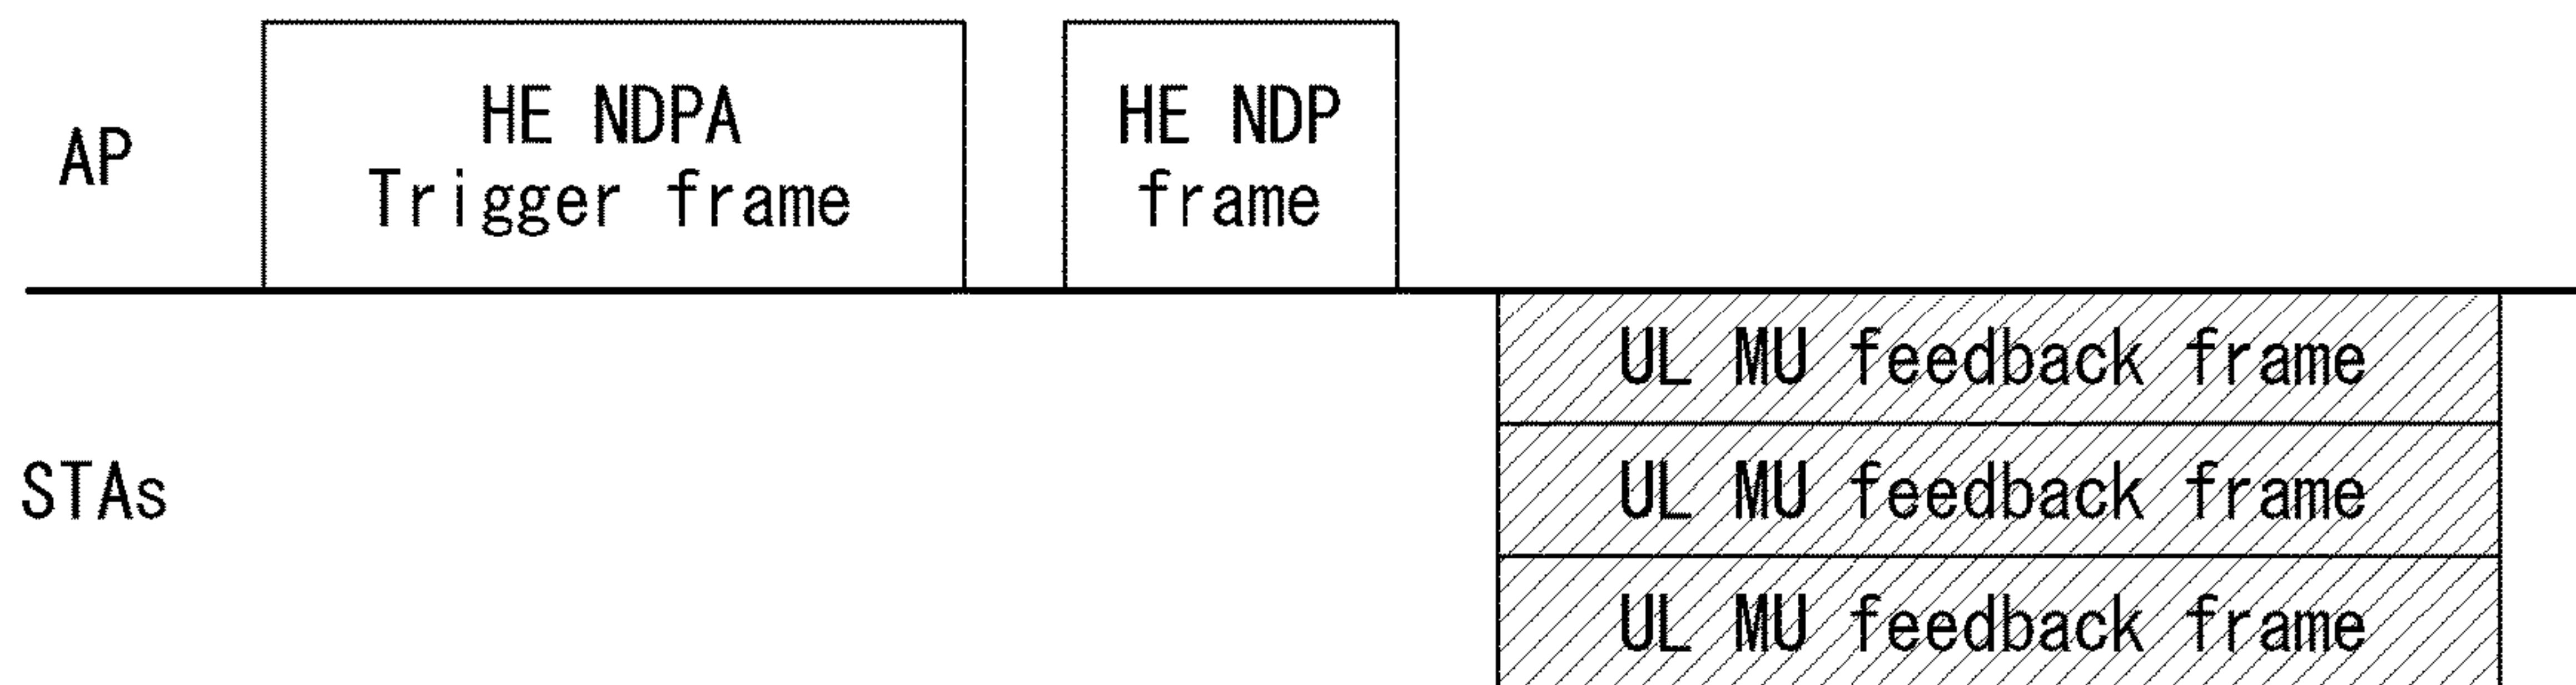 AP
HE NDPA
Trigger frame
HE NDP
frame
STAs
UL MU feedback frame
UL MU feedback frame
UL MU feedback frame